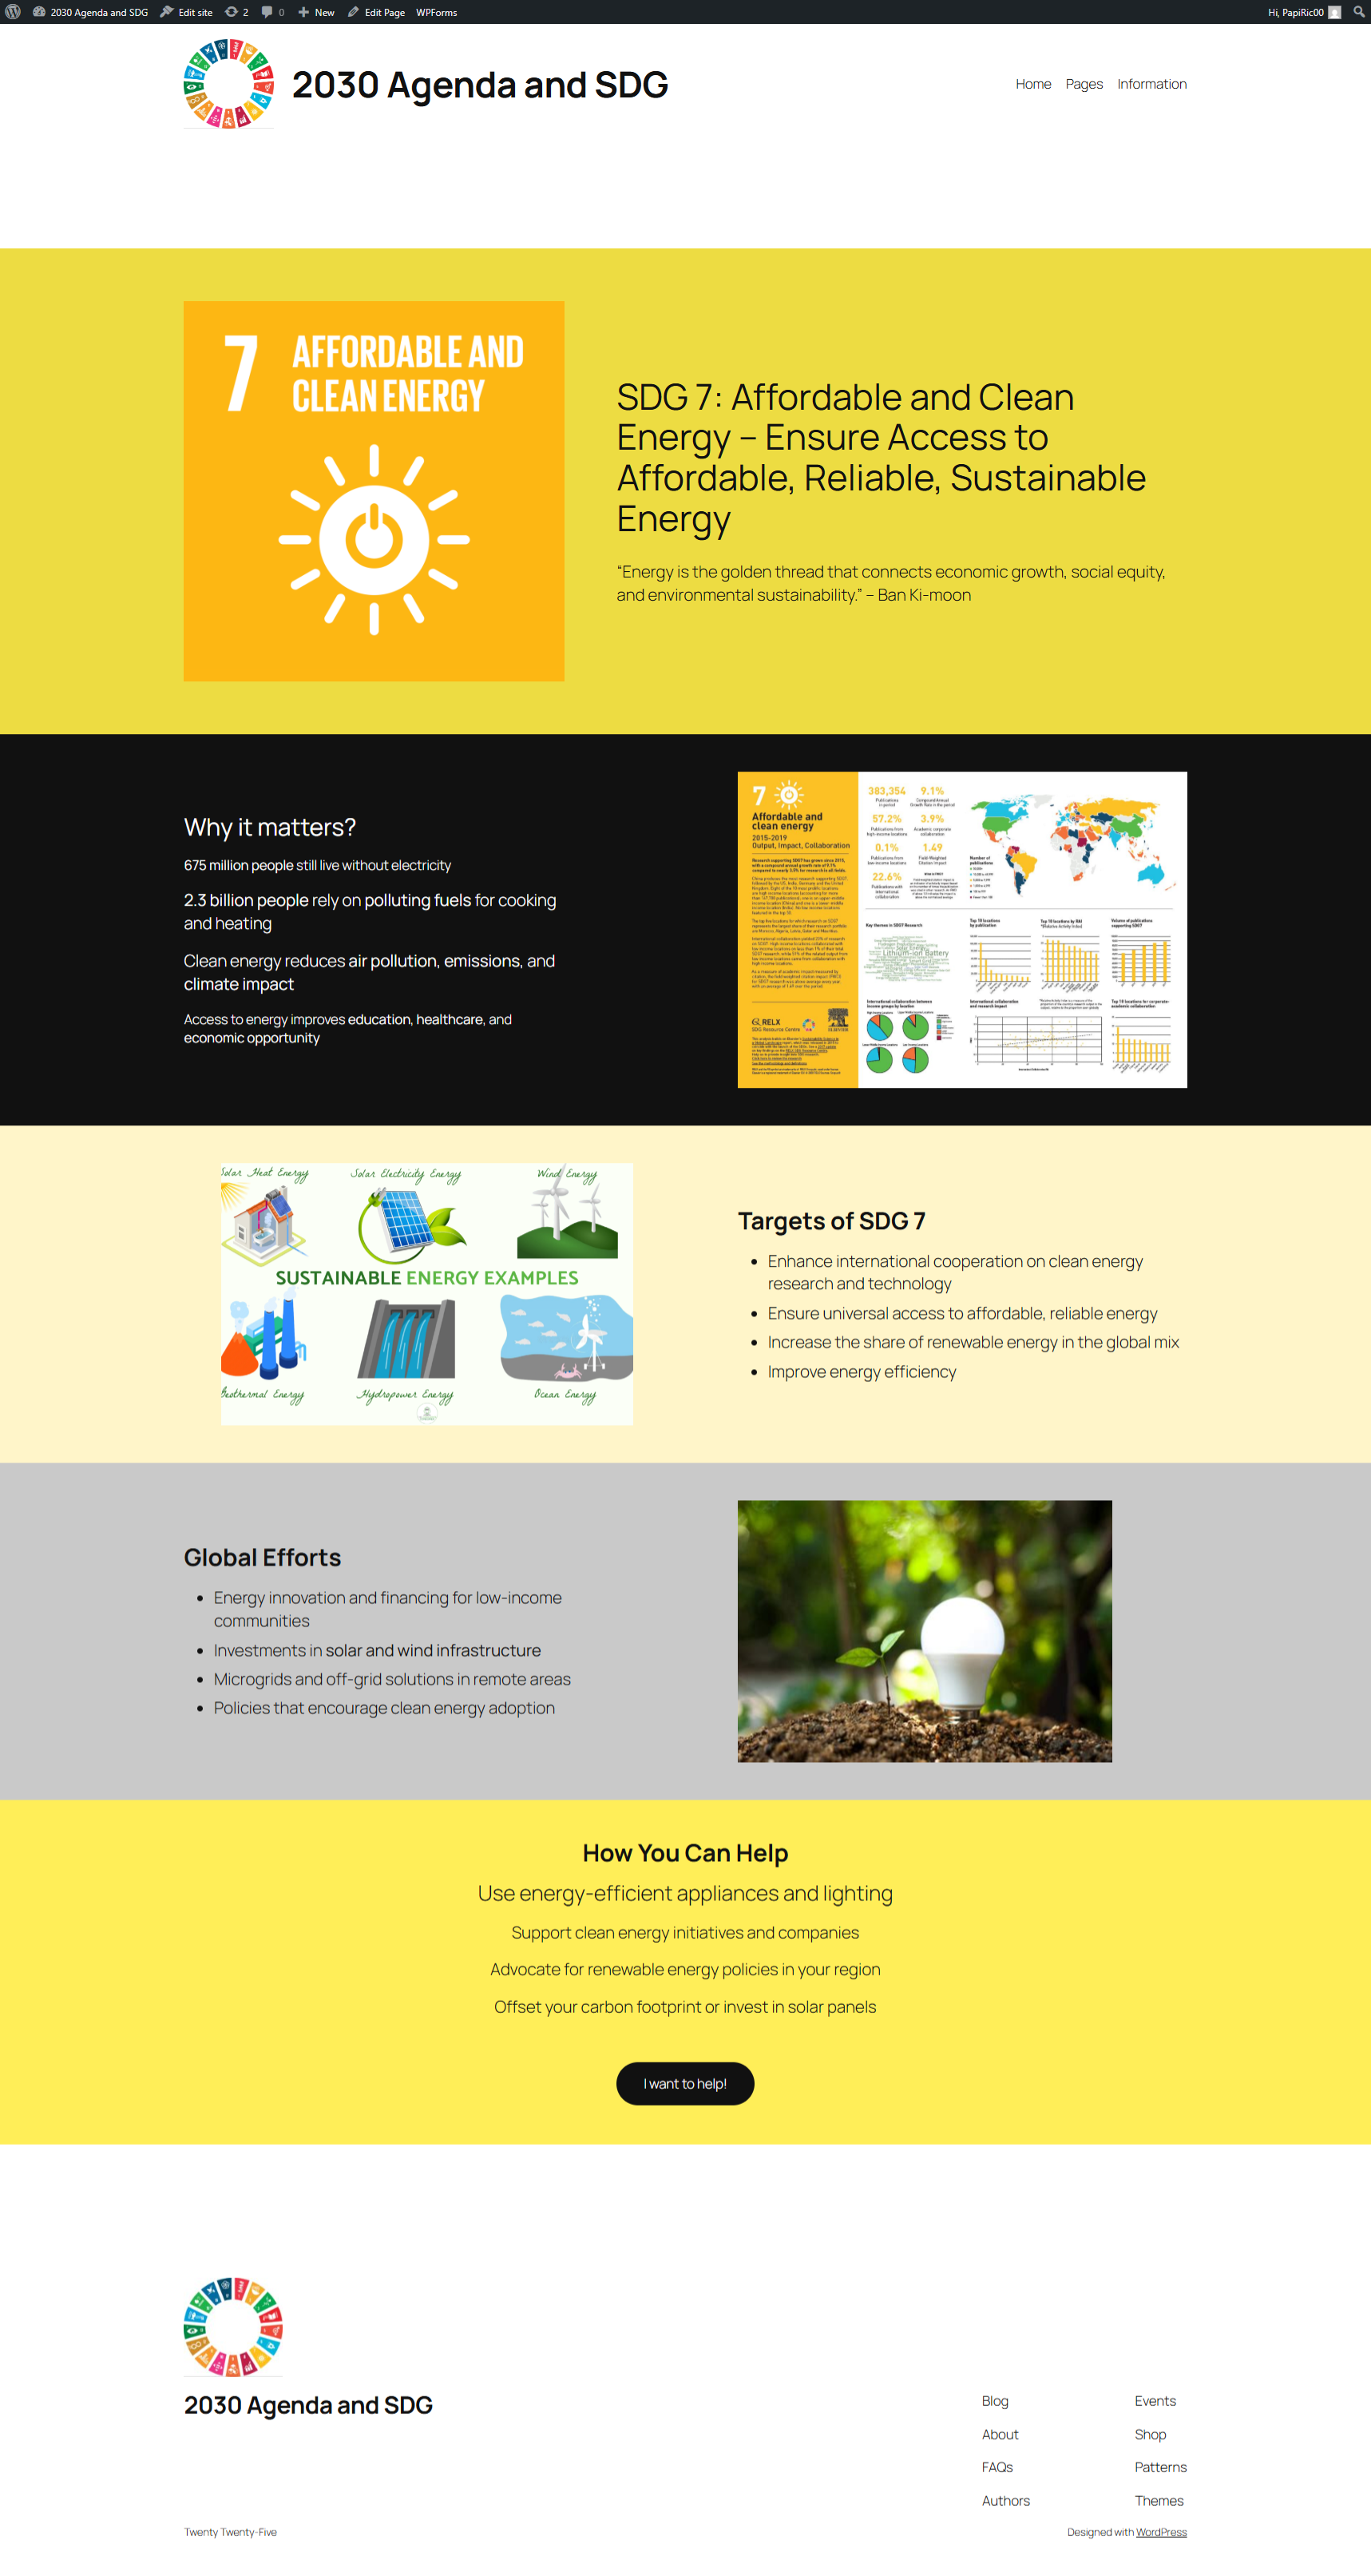 2030 Agenda and SDG Edit site 2 0 New Edit Page WPForms Hi, PapiRic00
2030 Agenda and SDG
Home Pages Information
7 AFFORDABLE AND
CLEAN ENERGY
SDG 7: Affordable and Clean
Energy – Ensure Access to
Affordable, Reliable, Sustainable
Energy
“Energy is the golden thread that connects economic growth, social equity,
and environmental sustainability.” – Ban Ki-moon
Why it matters?
675 million people still live without electricity
2.3 billion people rely on polluting fuels for cooking
and heating
Clean energy reduces air pollution, emissions, and
climate impact
Access to energy improves education, healthcare, and
economic opportunity
7
Affordable and
clean energy
2015-2019
Output, Impact, Collaboration
383,354 9.1%
57.2% 3.9%
0.1% 1.49
22.6%
Key themes in SDG7 Research
Lithium-ion Battery
RELX
SDG Resource Centre
Solar Heat Energy Solar Electricity Energy Wind Energy
SUSTAINABLE ENERGY EXAMPLES
Geothermal Energy Hydropower Energy Ocean Energy
Targets of SDG 7
Enhance international cooperation on clean energy
research and technology
Ensure universal access to affordable, reliable energy
Increase the share of renewable energy in the global mix
Improve energy efficiency
Global Efforts
Energy innovation and financing for low-income
communities
Investments in solar and wind infrastructure
Microgrids and off-grid solutions in remote areas
Policies that encourage clean energy adoption
How You Can Help
Use energy-efficient appliances and lighting
Support clean energy initiatives and companies
Advocate for renewable energy policies in your region
Offset your carbon footprint or invest in solar panels
I want to help!
2030 Agenda and SDG
Blog Events
About Shop
FAQs Patterns
Authors Themes
Twenty Twenty-Five
Designed with WordPress